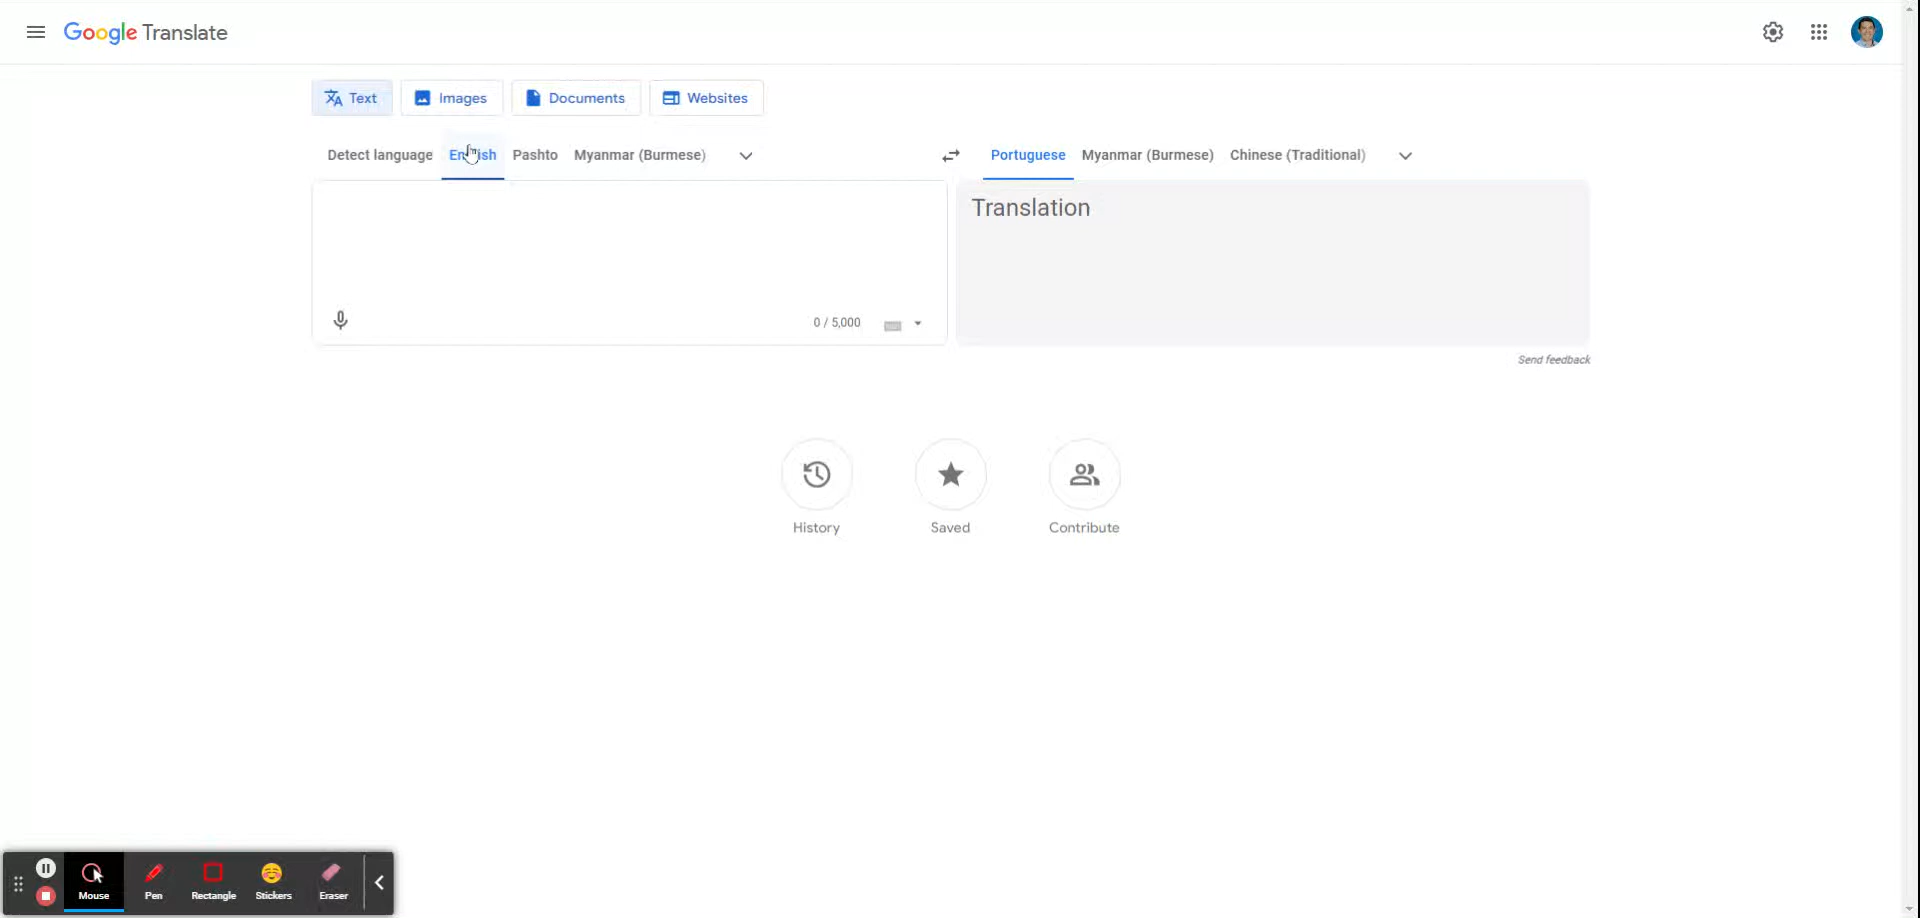 Google Translate
Text Images Documents Websites
Detect language English Pashto Myanmar (Burmese) Portuguese Myanmar (Burmese) Chinese (Traditional)
Translation
0 / 5,000
Send feedback
History Saved Contribute
Mouse Pen Rectangle Stickers Eraser